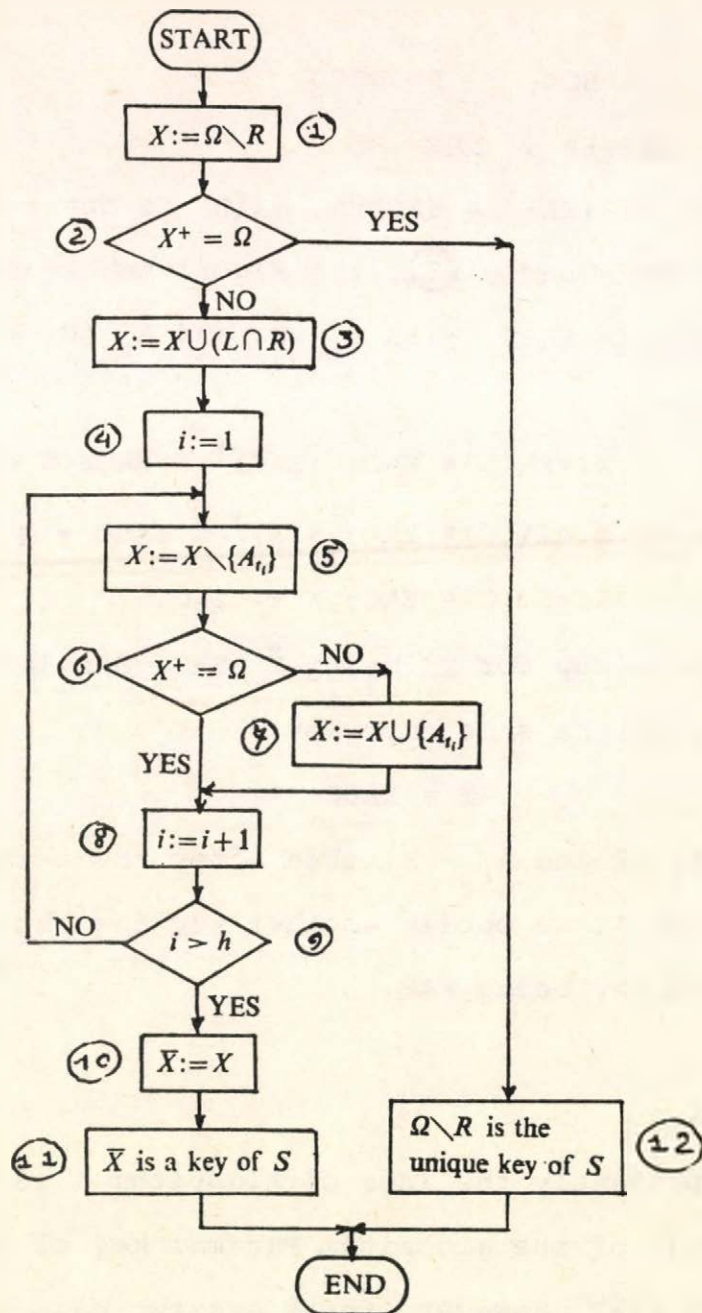 START
X:=Ω\R ①
② X⁺ = Ω YES
NO
X:=X∪(L∩R) ③
④ i:=1
X:=X\{A_{t_i}} ⑤
⑥ X⁺ = Ω NO
⑦ X:=X∪{A_{t_i}}
YES
⑧ i:=i+1
NO i > h ⑨
YES
⑩ X̄:=X
⑪ X̄ is a key of S
Ω\R is the
unique key of S ⑫
END